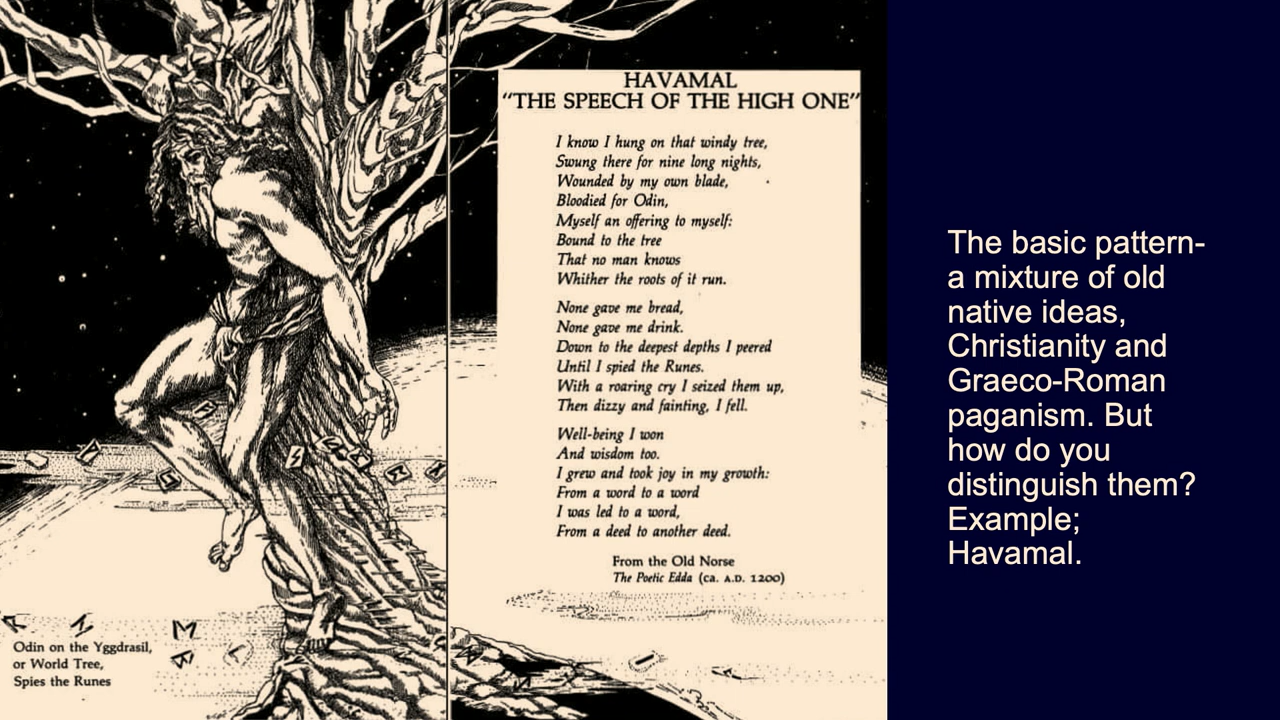 HAVAMAL
"THE SPEECH OF THE HIGH ONE"
I know I hung on that windy tree,
Swung there for nine long nights,
Wounded by my own blade,
Bloodied for Odin,
Myself an offering to myself:
Bound to the tree
That no man knows
Whither the roots of it run.
None gave me bread,
None gave me drink.
Down to the deepest depths I peered
Until I spied the Runes.
With a roaring cry I seized them up,
Then dizzy and fainting, I fell.
Well-being I won
And wisdom too.
I grew and took joy in my growth:
From a word to a word
I was led to a word,
From a deed to another deed.
From the Old Norse
The Poetic Edda (ca. A.D. 1200)
Odin on the Yggdrasil,
or World Tree,
Spies the Runes
The basic pattern-
a mixture of old
native ideas,
Christianity and
Graeco-Roman
paganism. But
how do you
distinguish them?
Example;
Havamal.